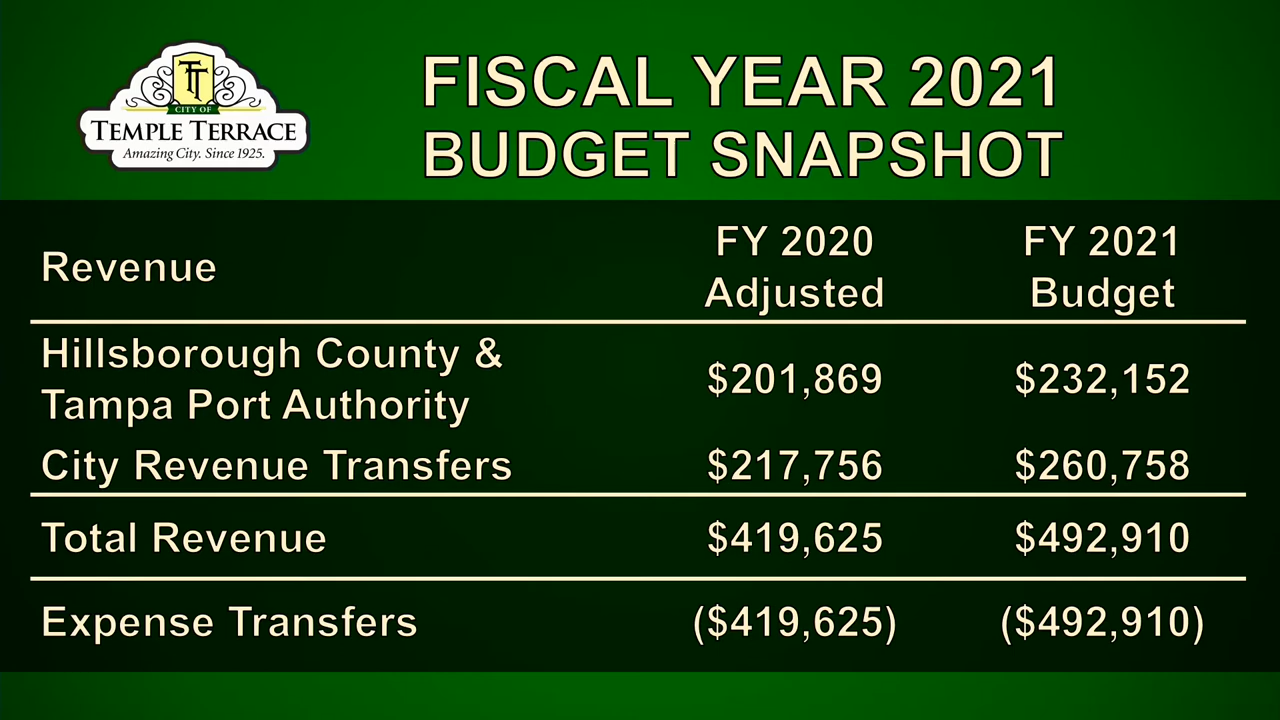 TT
CITY OF
TEMPLE TERRACE
Amazing City. Since 1925.
FISCAL YEAR 2021
BUDGET SNAPSHOT
Revenue FY 2020 Adjusted FY 2021 Budget
Hillsborough County &
Tampa Port Authority $201,869 $232,152
City Revenue Transfers $217,756 $260,758
Total Revenue $419,625 $492,910
Expense Transfers ($419,625) ($492,910)